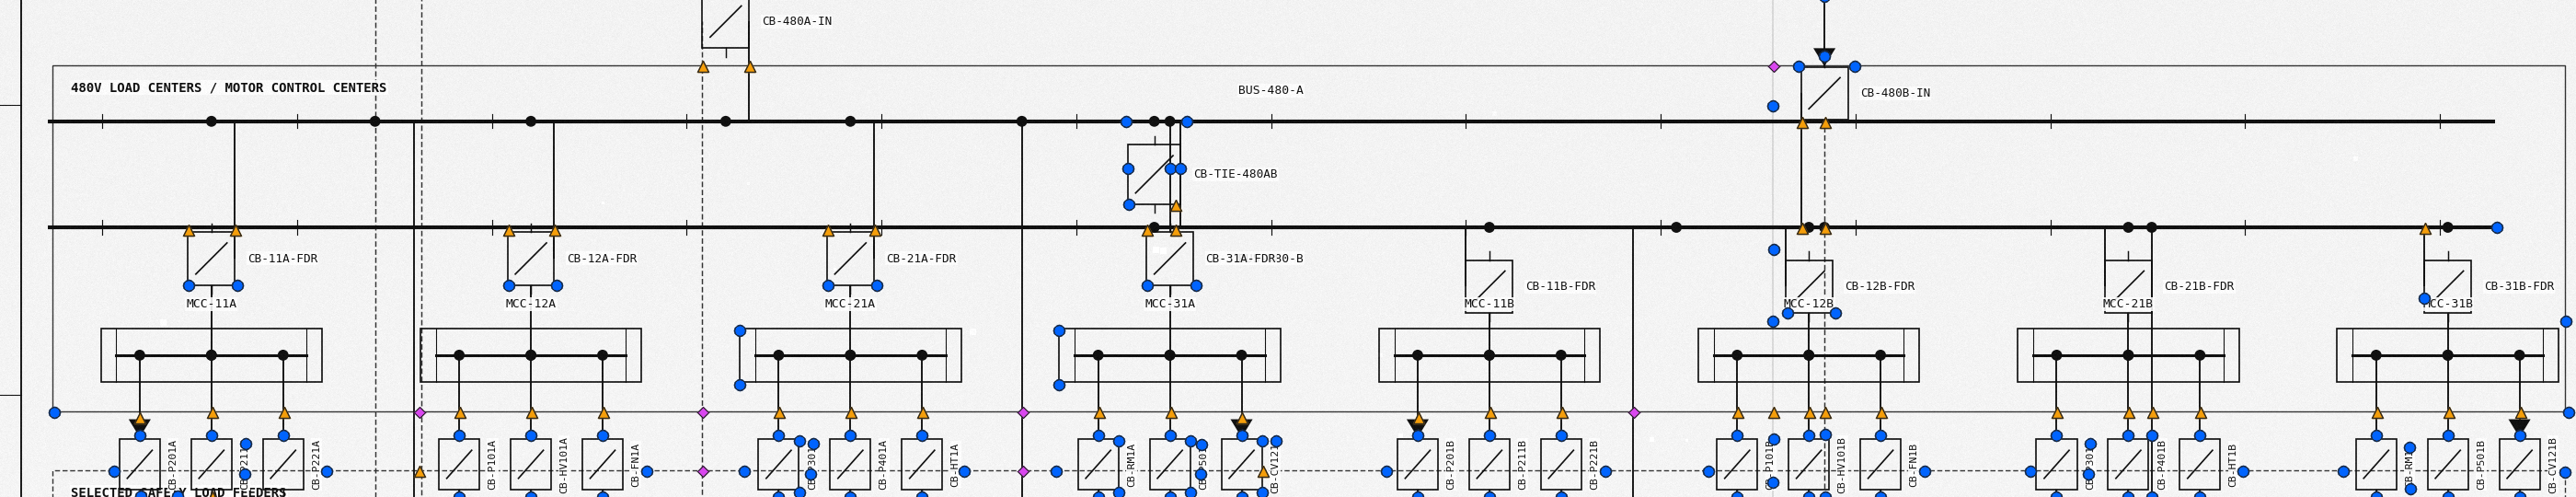 CB-480A-IN
480V LOAD CENTERS / MOTOR CONTROL CENTERS
BUS-480-A
CB-480B-IN
CB-TIE-480AB
CB-11A-FDR
CB-12A-FDR
CB-21A-FDR
CB-31A-FDR
CB-11B-FDR
CB-12B-FDR
CB-21B-FDR
CB-31B-FDR
MCC-11A
MCC-12A
MCC-21A
MCC-31A
MCC-11B
MCC-12B
MCC-21B
MCC-31B
CB-P201A
CB-P221A
CB-P101A
CB-HV101A
CB-FN1A
CB-P401A
CB-HT1A
CB-RM1A
CB-P201B
CB-P211B
CB-P221B
CB-P101B
CB-HV101B
CB-FN1B
CB-P401B
CB-HT1B
CB-P501B
CB-CV121B
SELECTED SAFELY LOAD FEEDERS